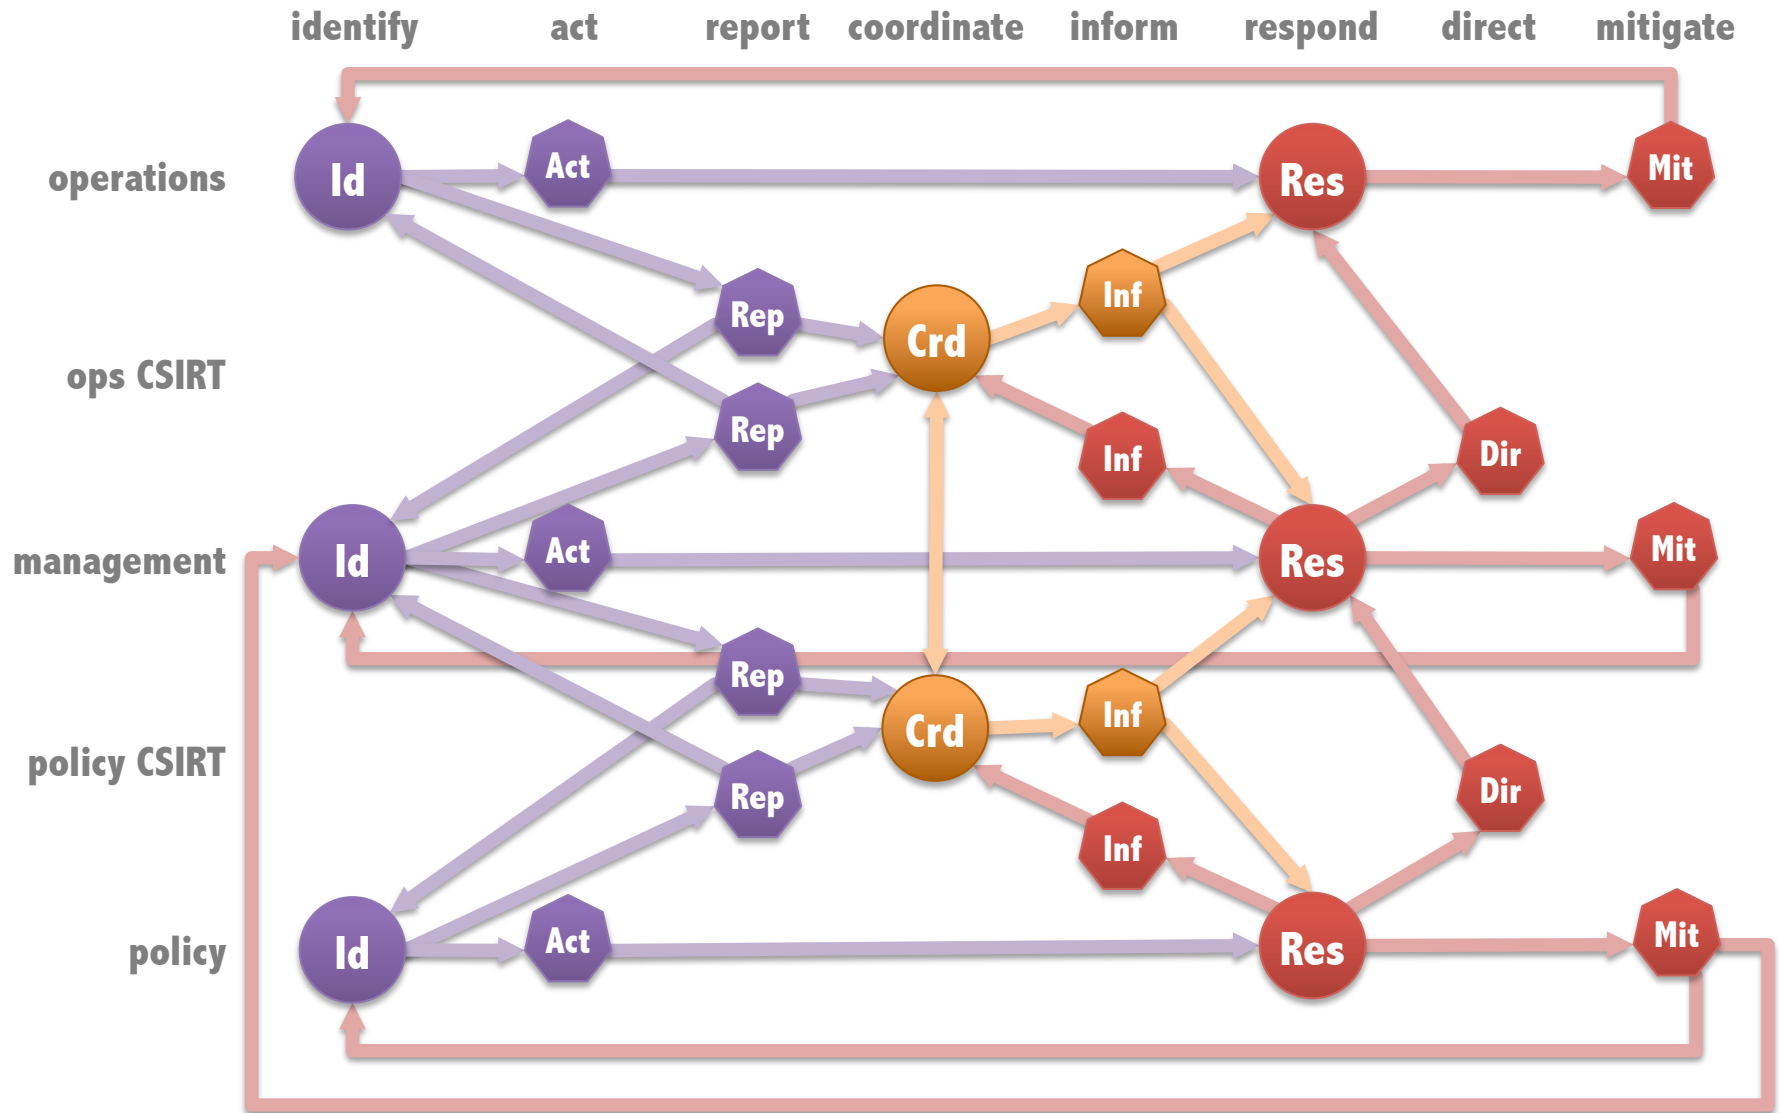 identify act report coordinate inform respond direct mitigate
operations Id Act Res Mit
Rep Crd Inf
ops CSIRT
Rep Inf Dir
management Id Act Res Mit
Rep Crd Inf
policy CSIRT
Rep Inf Dir
policy Id Act Res Mit